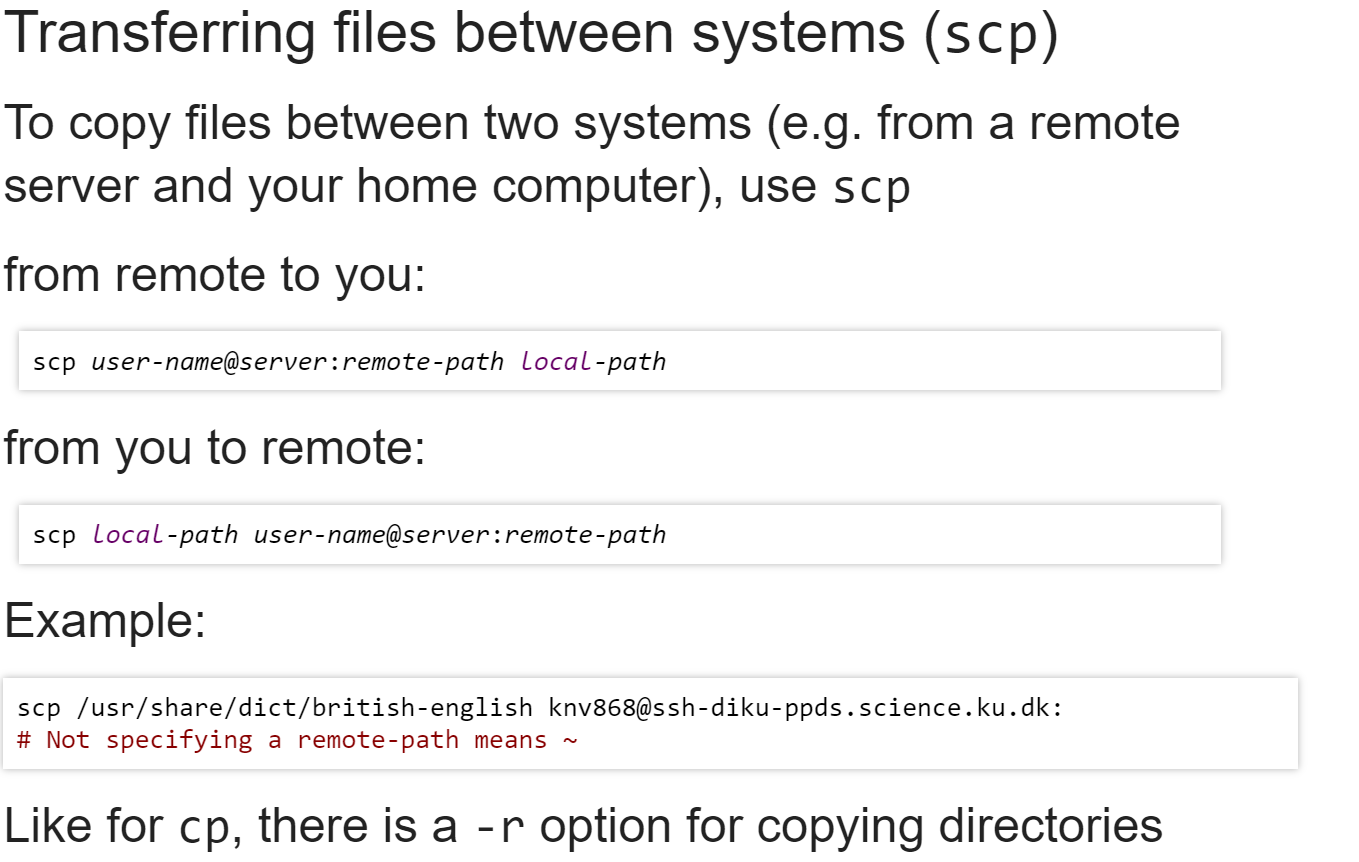 Transferring files between systems (scp)
To copy files between two systems (e.g. from a remote
server and your home computer), use scp
from remote to you:
scp user-name@server:remote-path local-path
from you to remote:
scp local-path user-name@server:remote-path
Example:
scp /usr/share/dict/british-english knv868@ssh-diku-ppds.science.ku.dk:
# Not specifying a remote-path means ~
Like for cp, there is a -r option for copying directories